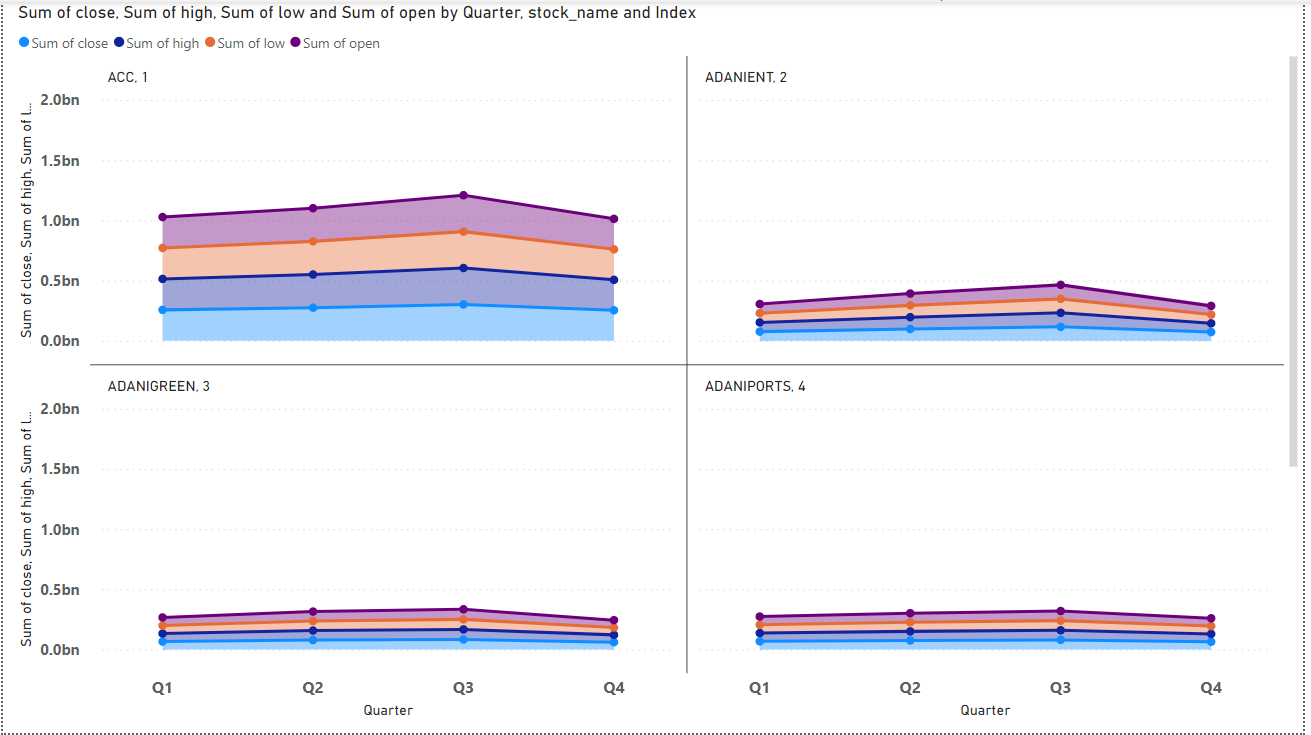 Sum of close, Sum of high, Sum of low and Sum of open by Quarter, stock_name and Index
Sum of close Sum of high Sum of low Sum of open
ACC, 1
ADANIENT, 2
Sum of close, Sum of high, Sum of l...
2.0bn
1.5bn
1.0bn
0.5bn
0.0bn
ADANIGREEN, 3
ADANIPORTS, 4
Sum of close, Sum of high, Sum of l...
2.0bn
1.5bn
1.0bn
0.5bn
0.0bn
Q1 Q2 Q3 Q4 Q1 Q2 Q3 Q4
Quarter Quarter